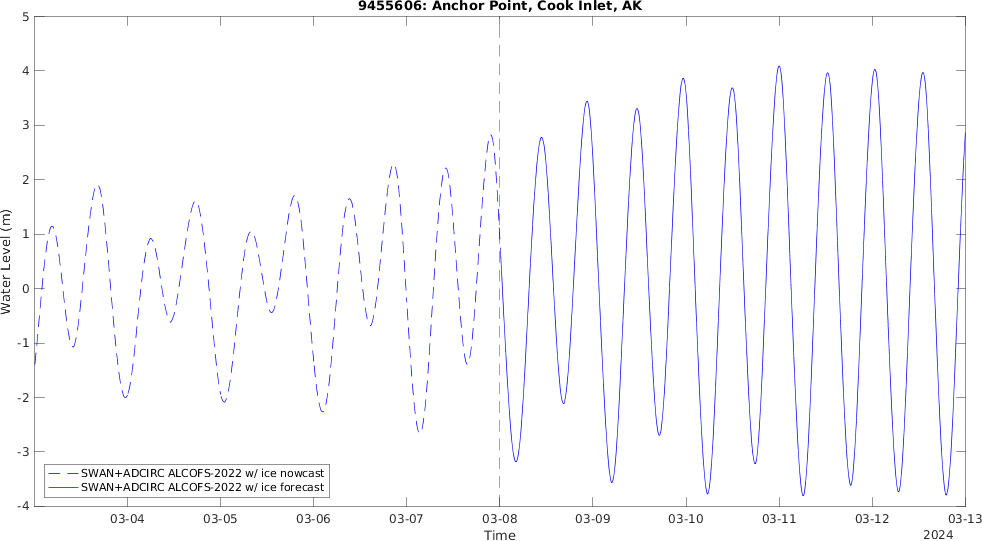 9455606: Anchor Point, Cook Inlet, AK
5
4
3
2
1
0
-1
-2
-3
-4
Water Level (m)
SWAN+ADCIRC ALCOFS-2022 w/ ice nowcast
SWAN+ADCIRC ALCOFS-2022 w/ ice forecast
03-04 03-05 03-06 03-07 03-08 03-09 03-10 03-11 03-12 03-13
Time
2024